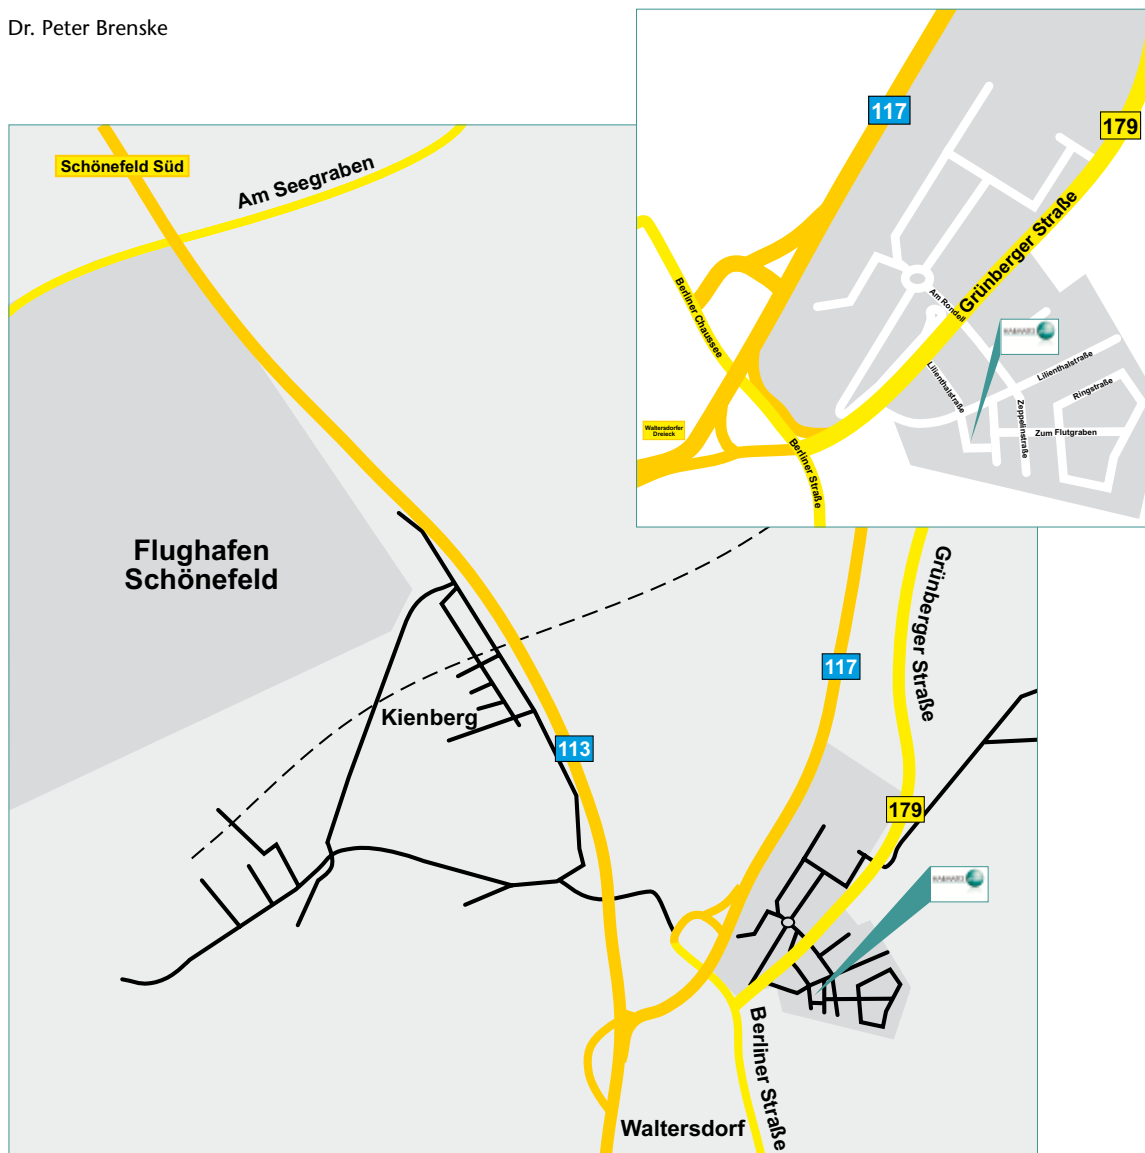 Dr. Peter Brenske
117
179
Schönefeld Süd
Am Seegraben
Grünberger Straße
Berliner Chaussee
Am Rondell
Lilienthalstraße
Lilienthalstraße
Ringstraße
Zeppelinstraße
Zum Flutgraben
Waltersdorfer
Dreieck
Berliner Straße
Flughafen
Schönefeld
Grünberger Straße
117
Kienberg
113
179
Berliner Straße
Waltersdorf